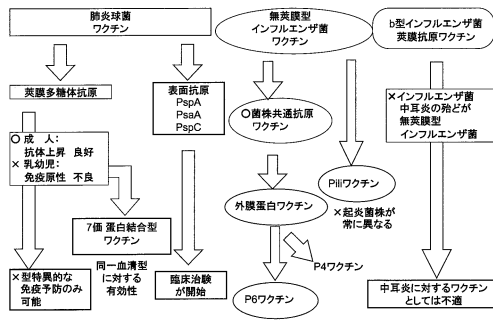 肺炎球菌
ワクチン
無莢膜型
インフルエンザ菌
ワクチン
b型インフルエンザ菌
莢膜抗原ワクチン
莢膜多糖体抗原
表面抗原
PspA
PsaA
PspC
○菌株共通抗原
ワクチン
×インフルエンザ菌
中耳炎の殆どが
無莢膜型
インフルエンザ菌
○成 人：
抗体上昇 良好
×乳幼児：
免疫原性 不良
Piliワクチン
×起炎菌株が
常に異なる
外膜蛋白ワクチン
7価 蛋白結合型
ワクチン
同一血清型
に対する
有効性
×型特異的な
免疫予防のみ
可能
臨床治験
が開始
P4ワクチン
P6ワクチン
中耳炎に対するワクチン
としては不適